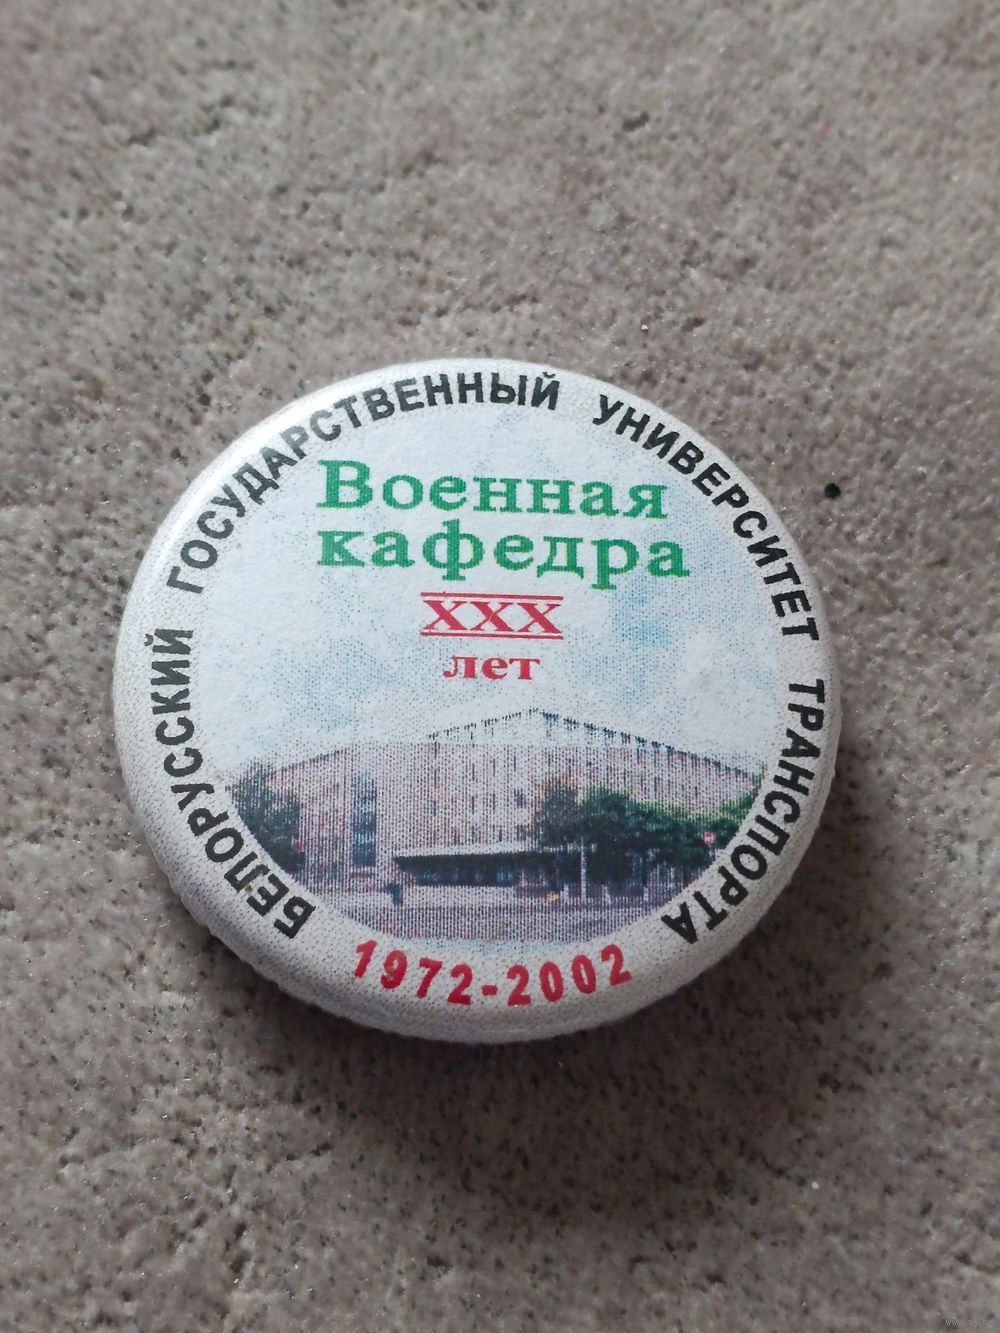 БЕЛОРУССКИЙ ГОСУДАРСТВЕННЫЙ УНИВЕРСИТЕТ ТРАНСПОРТА
Военная
кафедра
XXX
лет
1972-2002